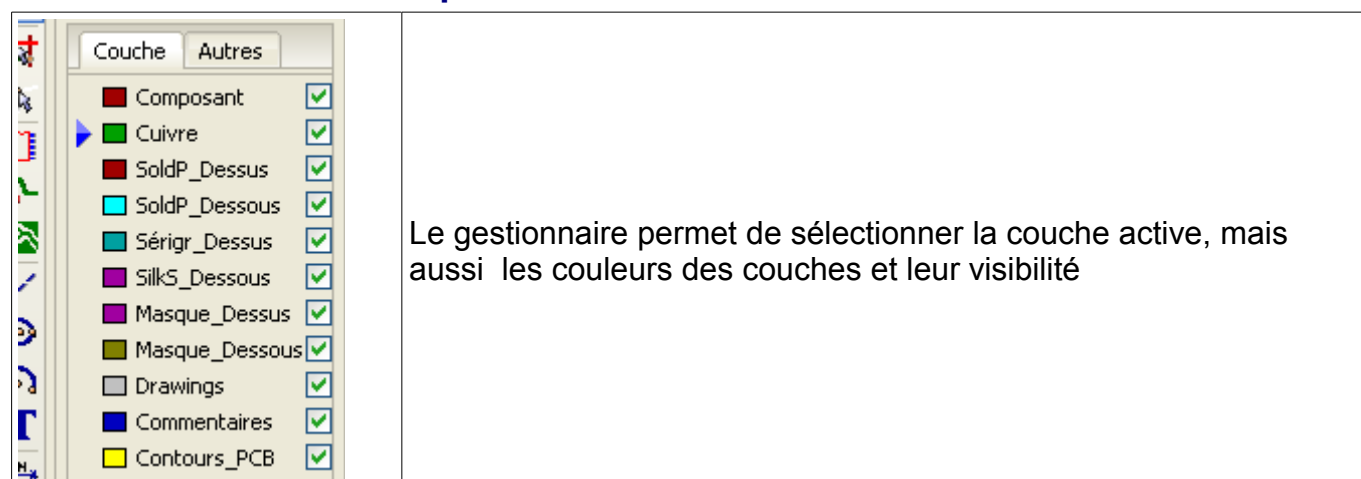 Couche Autres
Composant
Cuivre
SoldP_Dessus
SoldP_Dessous
Sérigr_Dessus
SilkS_Dessous
Masque_Dessus
Masque_Dessous
Drawings
Commentaires
Contours_PCB
Le gestionnaire permet de sélectionner la couche active, mais
aussi les couleurs des couches et leur visibilité